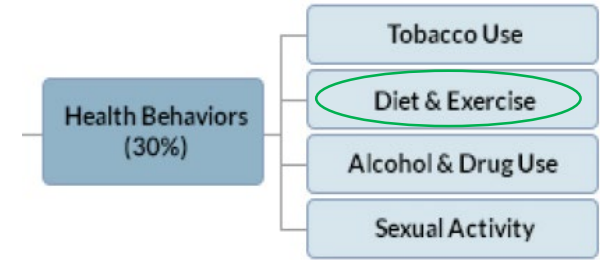 Tobacco Use
Health Behaviors
(30%)
Diet & Exercise
Alcohol & Drug Use
Sexual Activity